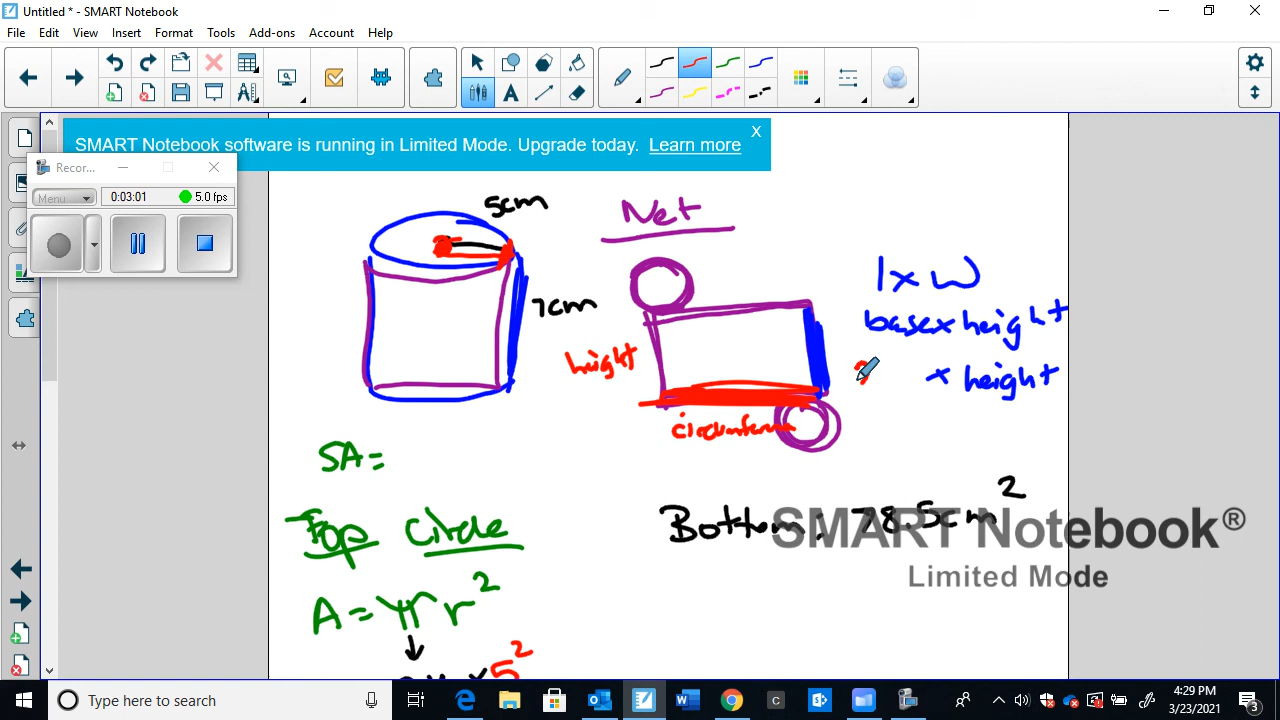 Untitled * - SMART Notebook
File Edit View Insert Format Tools Add-ons Account Help
SMART Notebook software is running in Limited Mode. Upgrade today. Learn more X
Recor...
Menu 0:03:01 5.0 fps
5cm
Net
7cm
l x W
base x height
height
x height
circumference
SA=
Top Circle
Bottom: 78.5cm²
SMART Notebook®
Limited Mode
A = πr²
x 5²
Type here to search
4:29 PM
3/23/2021
3